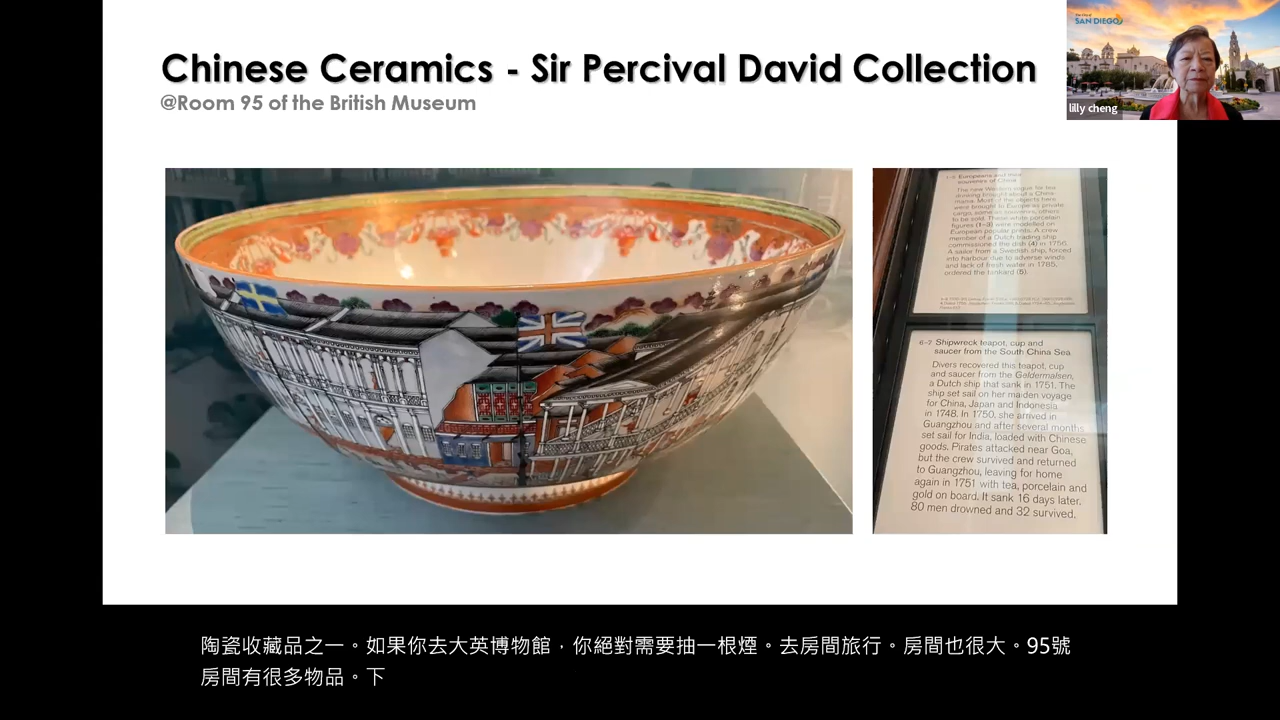 Chinese Ceramics - Sir Percival David Collection
@Room 95 of the British Museum
The City of
SAN DIEGO
lilly cheng
1-5 Europeans and their
souvenirs of China
The new Western vogue for tea
drinking brought about a China-
mania. Most of the objects here
were brought to Europe as private
cargo, some as souvenirs, others
to be sold. These white porcelain
figures (1–3) were modelled on
European popular prints. A crew
member of a Dutch trading ship
commissioned the dish (4) in 1756.
A sailor from a Swedish ship, forced
into harbour due to adverse winds
and lack of fresh water in 1785,
ordered the tankard (5).
6–7 Shipwreck teapot, cup and
saucer from the South China Sea
Divers recovered this teapot, cup
and saucer from the Geldermalsen,
a Dutch ship that sank in 1751. The
ship set sail on her maiden voyage
for China, Japan and Indonesia
in 1748. In 1750, she arrived in
Guangzhou and after several months
set sail for India, loaded with Chinese
goods. Pirates attacked near Goa,
but the crew survived and returned
to Guangzhou, leaving for home
again in 1751 with tea, porcelain and
gold on board. It sank 16 days later.
80 men drowned and 32 survived.
陶瓷收藏品之一。如果你去大英博物館，你絕對需要抽一根煙。去房間旅行。房間也很大。95號
房間有很多物品。下